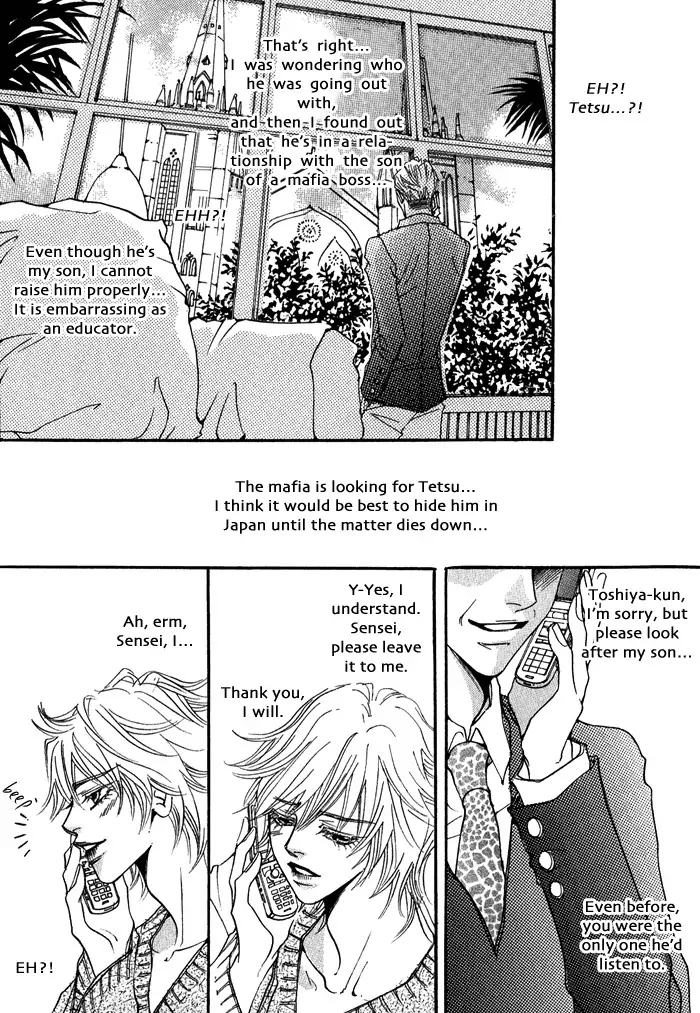 EH?!
Tetsu...?!
That's right...
I was wondering who
he was going out
with,
and then I found out
that he's in a rela-
tionship with the son
of a mafia boss...
EHH?!
Even though he's
my son, I cannot
raise him properly...
It is embarrassing as
an educator.
The mafia is looking for Tetsu...
I think it would be best to hide him in
Japan until the matter dies down...
Toshiya-kun,
I'm sorry, but
please look
after my son...
Even before,
you were the
only one he'd
listen to.
Y-Yes, I
understand.
Sensei,
please leave
it to me.
Thank you,
I will.
Ah, erm,
Sensei, I...
beep
EH?!